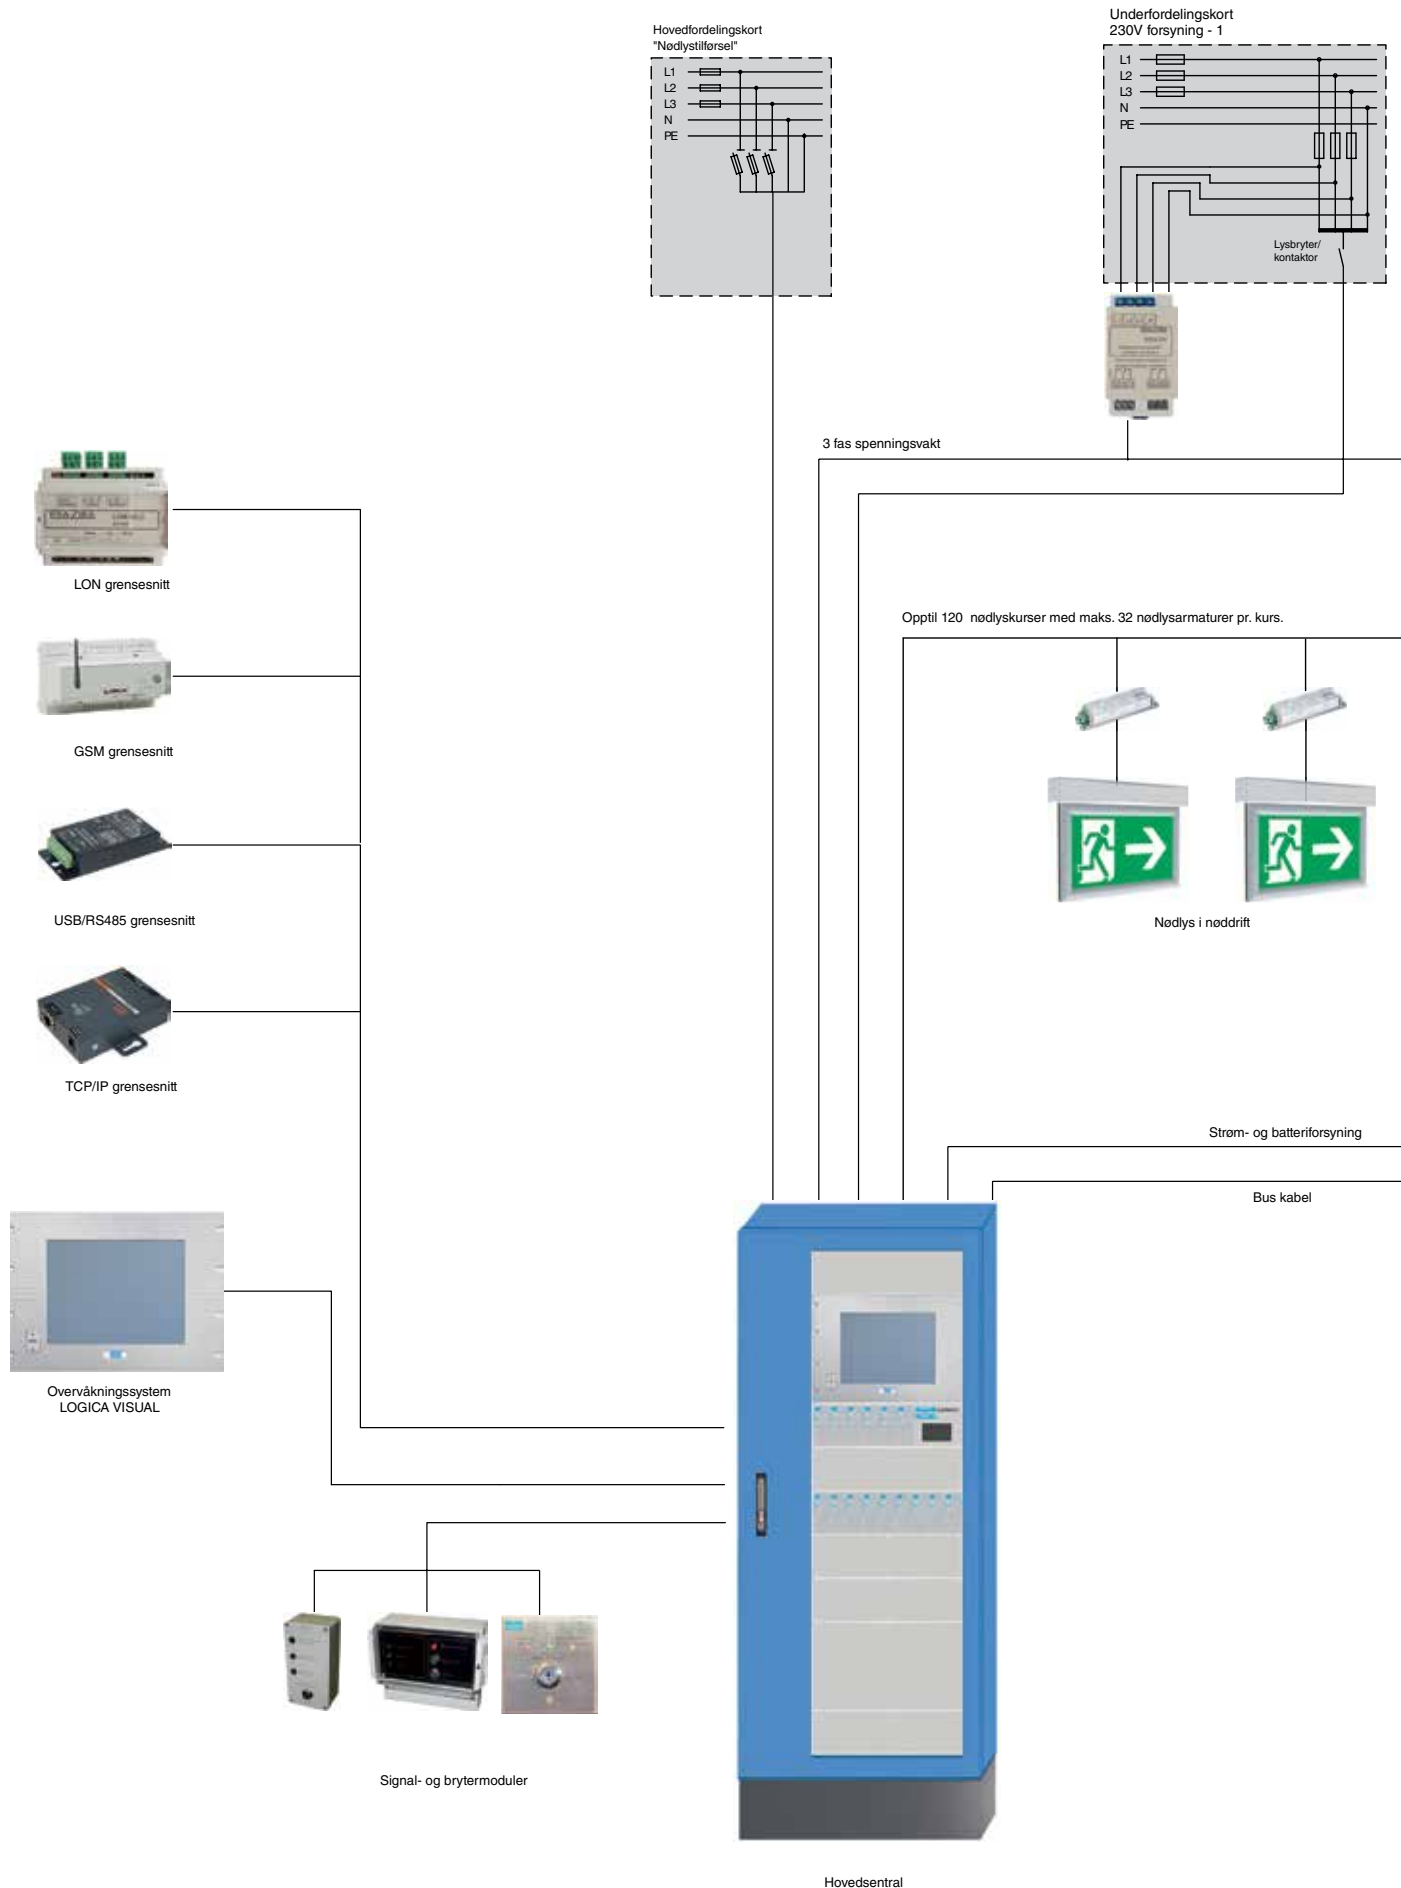 Underfordelingskort
230V forsyning - 1
Hovedfordelingskort
"Nødlystilførsel"
L1
L2
L3
N
PE
L1
L2
L3
N
PE
Lysbryter/
kontaktor
3 fas spenningsvakt
LON grensesnitt
Opptil 120 nødlyskurser med maks. 32 nødlysarmaturer pr. kurs.
GSM grensesnitt
USB/RS485 grensesnitt
Nødlys i nøddrift
TCP/IP grensesnitt
Strøm- og batteriforsyning
Bus kabel
Overvåkningssystem
LOGICA VISUAL
Signal- og brytermoduler
Hovedsentral